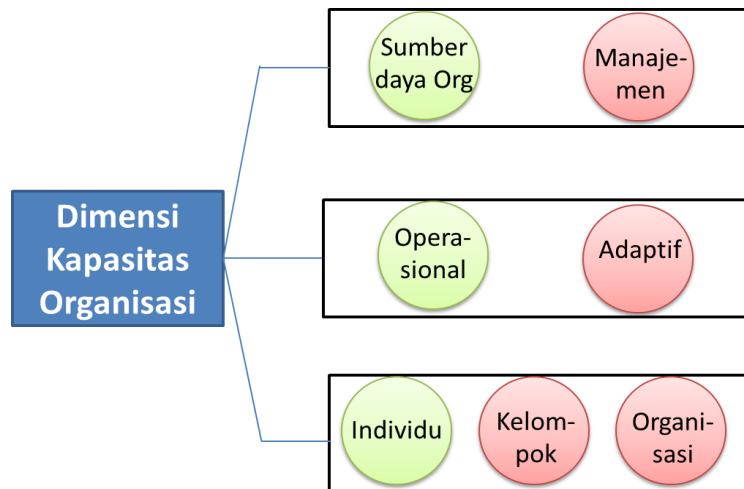 Dimensi
Kapasitas
Organisasi
Sumber
daya Org
Manaje-
men
Opera-
sional
Adaptif
Individu
Kelom-
pok
Organi-
sasi